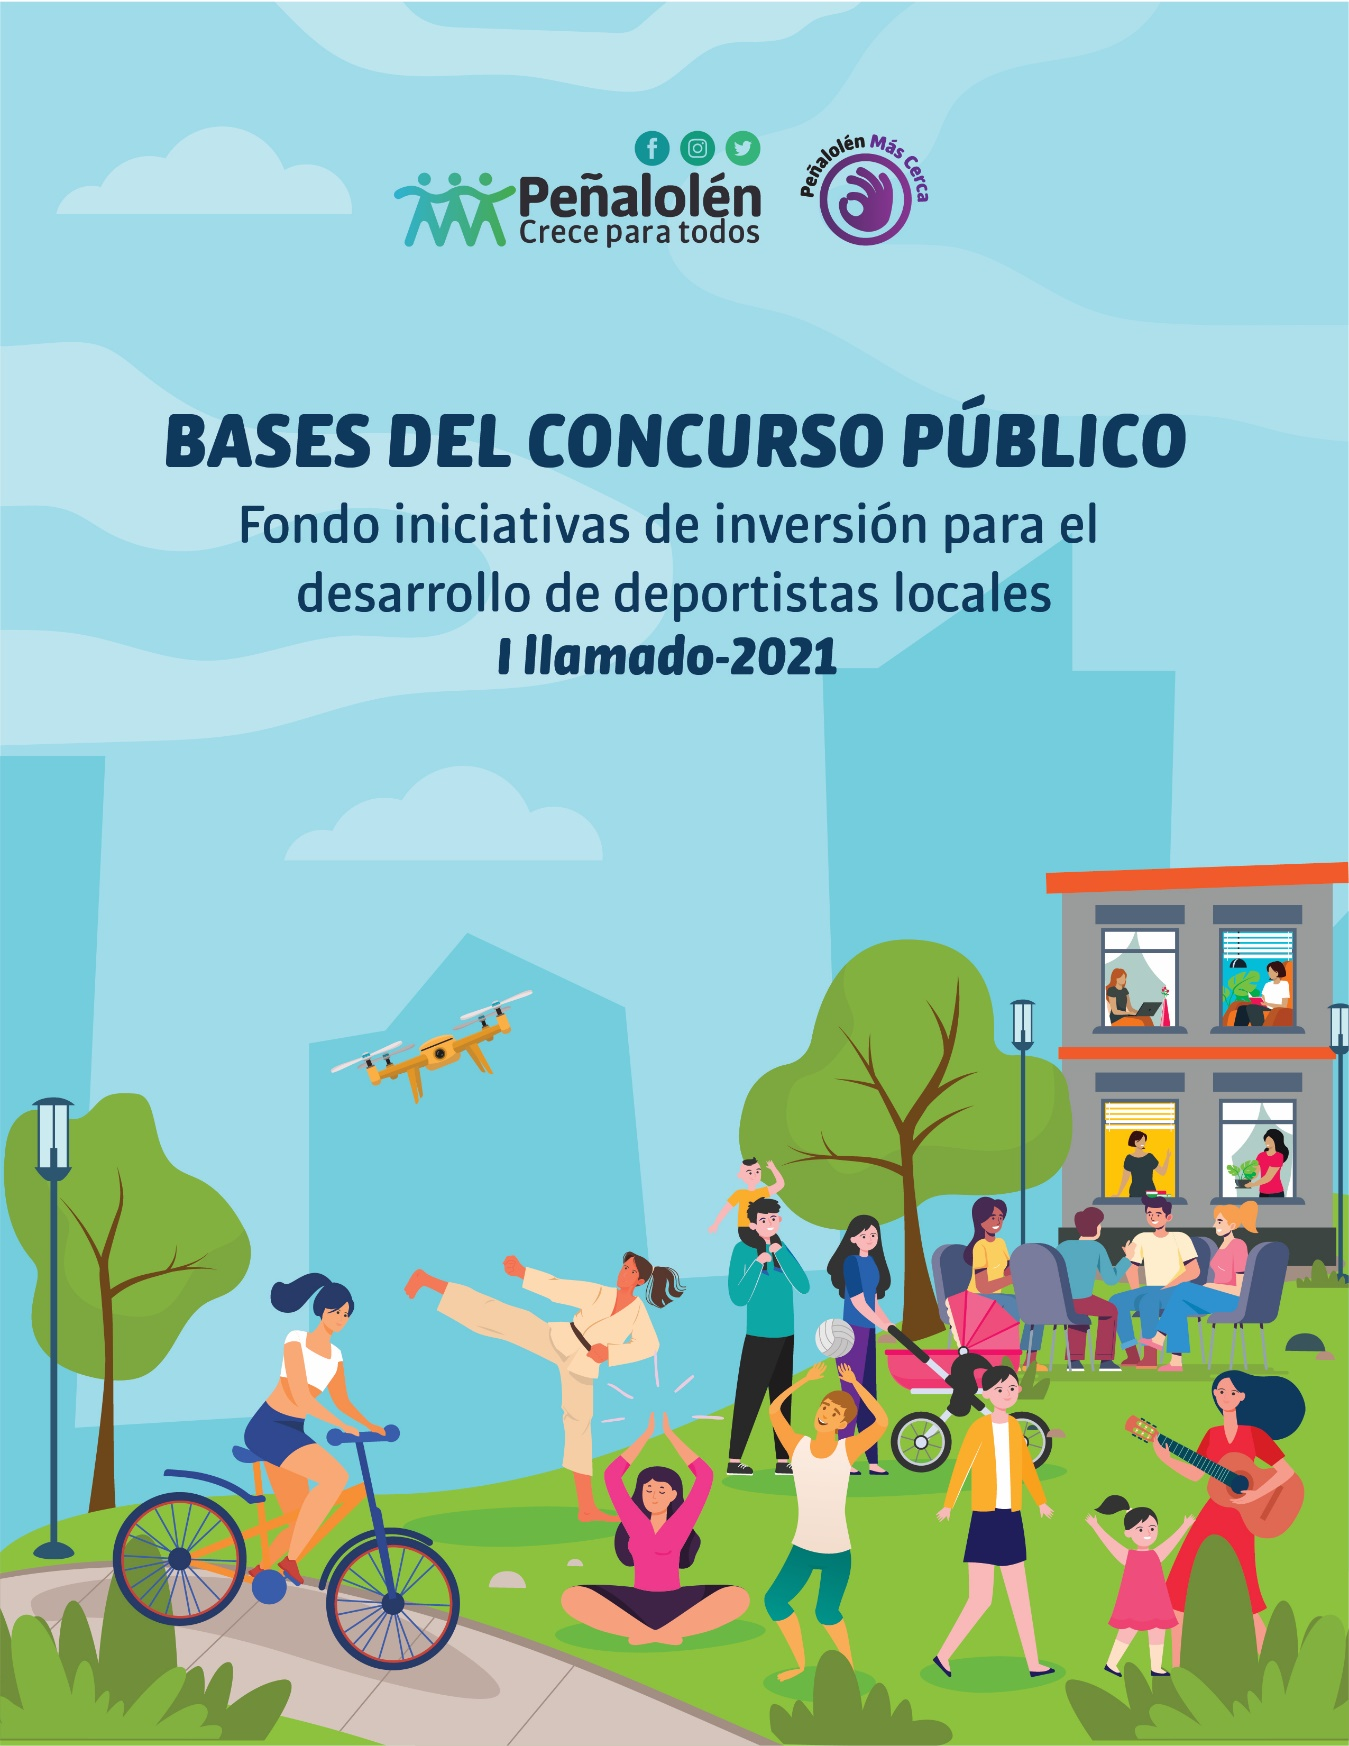 Peñalolén
Crece para todos
Peñalolén Más Cerca
BASES DEL CONCURSO PÚBLICO
Fondo iniciativas de inversión para el
desarrollo de deportistas locales
I llamado-2021